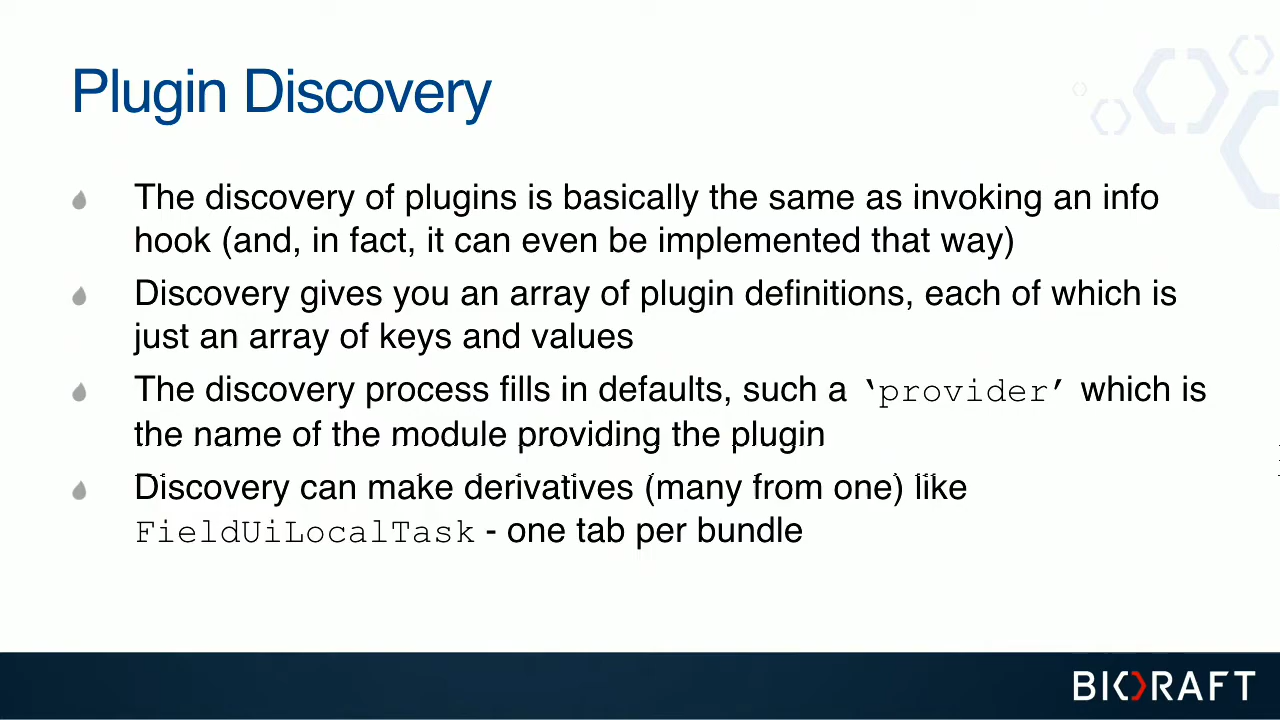 Plugin Discovery
The discovery of plugins is basically the same as invoking an info
hook (and, in fact, it can even be implemented that way)
Discovery gives you an array of plugin definitions, each of which is
just an array of keys and values
The discovery process fills in defaults, such a ‘provider’ which is
the name of the module providing the plugin
Discovery can make derivatives (many from one) like
FieldUiLocalTask - one tab per bundle
BIORAFT